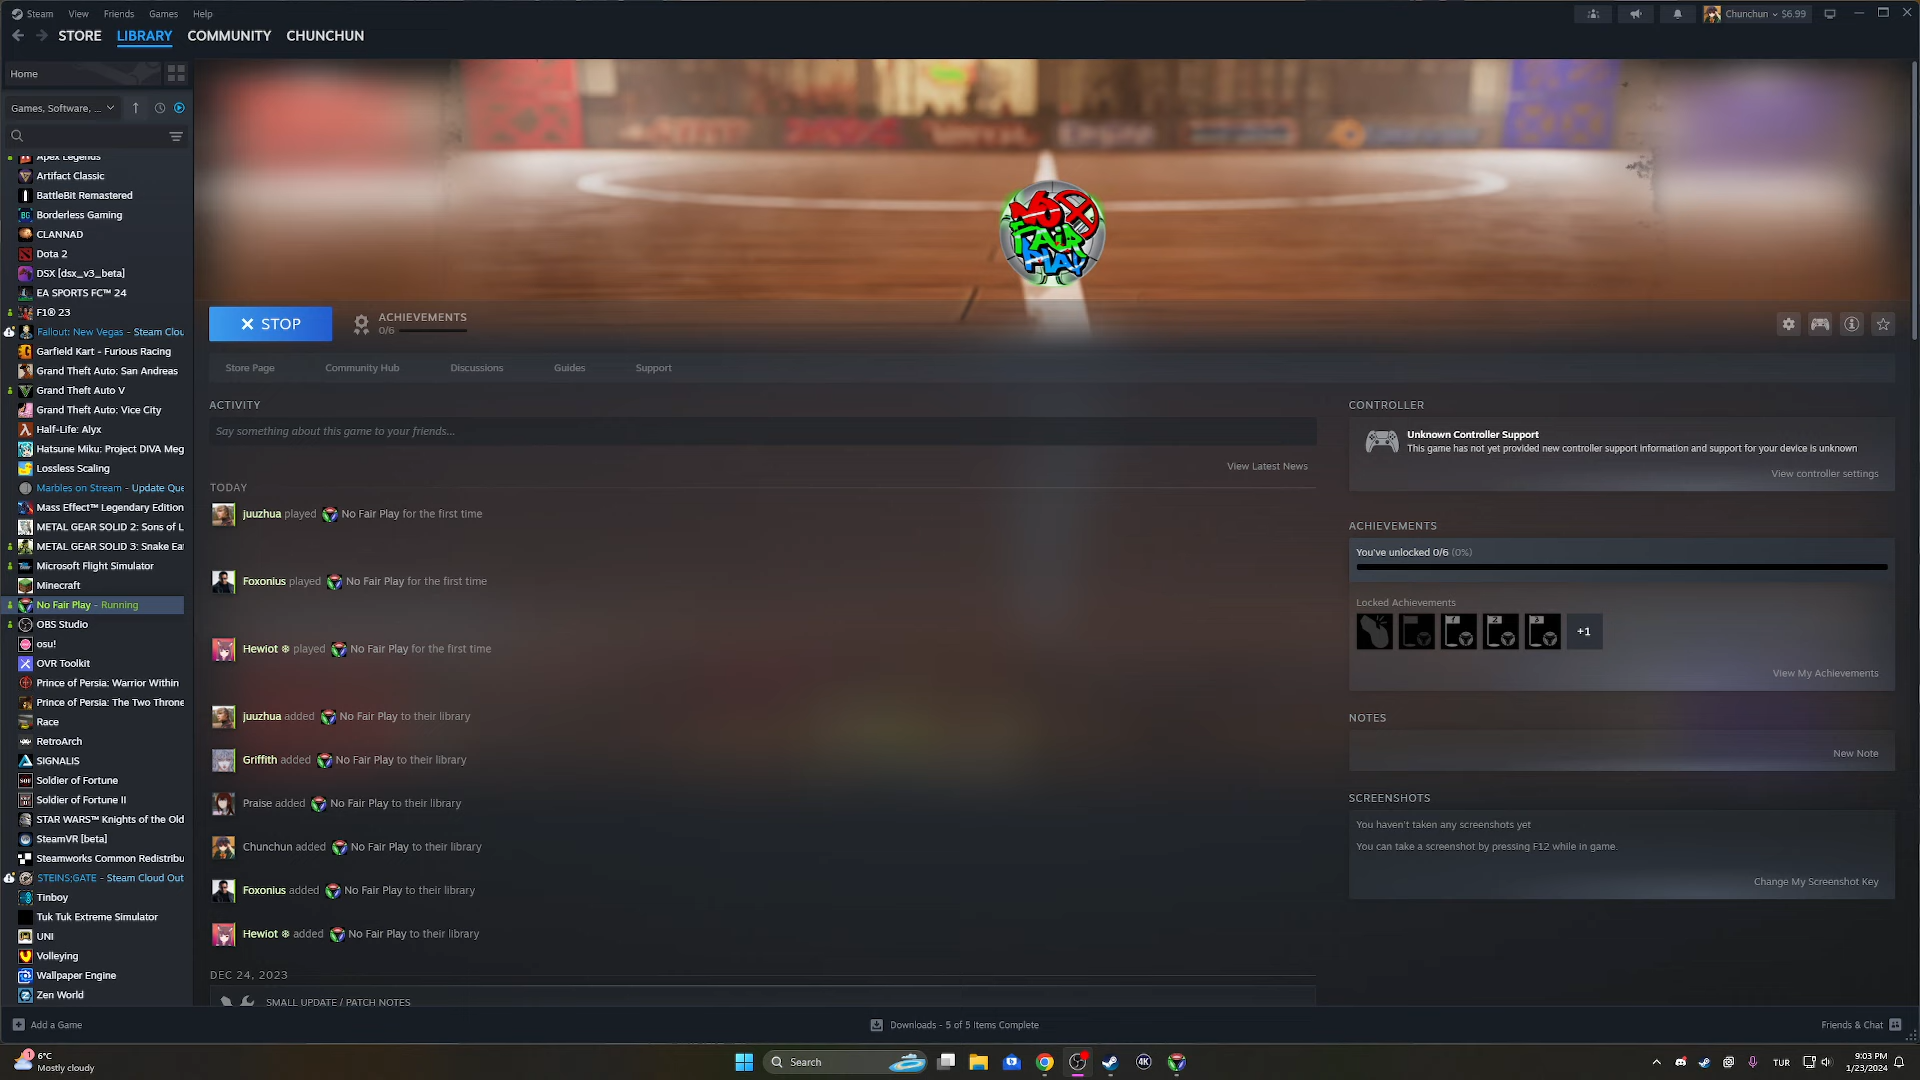 Steam View Friends Games Help
Chunchun $6.99
STORE LIBRARY COMMUNITY CHUNCHUN
Home
Games, Software, ...
Apex Legends
Artifact Classic
BattleBit Remastered
Borderless Gaming
CLANNAD
Dota 2
DSX [dsx_v3_beta]
EA SPORTS FC™ 24
F1® 23
Fallout: New Vegas - Steam Clou
Garfield Kart - Furious Racing
Grand Theft Auto: San Andreas
Grand Theft Auto V
Grand Theft Auto: Vice City
Half-Life: Alyx
Hatsune Miku: Project DIVA Meg
Lossless Scaling
Marbles on Stream - Update Que
Mass Effect™ Legendary Edition
METAL GEAR SOLID 2: Sons of L
METAL GEAR SOLID 3: Snake Eat
Microsoft Flight Simulator
Minecraft
No Fair Play - Running
OBS Studio
osu!
OVR Toolkit
Prince of Persia: Warrior Within
Prince of Persia: The Two Throne
Race
RetroArch
SIGNALIS
Soldier of Fortune
Soldier of Fortune II
STAR WARS™ Knights of the Old
SteamVR [beta]
Steamworks Common Redistribu
STEINS;GATE - Steam Cloud Out
Tinboy
Tuk Tuk Extreme Simulator
UNI
Volleying
Wallpaper Engine
Zen World
NO
FAIR
PLAY
STOP
ACHIEVEMENTS
0/6
Store Page Community Hub Discussions Guides Support
ACTIVITY
Say something about this game to your friends...
View Latest News
TODAY
juuzhua played No Fair Play for the first time
Foxonius played No Fair Play for the first time
Hewiot ❄ played No Fair Play for the first time
juuzhua added No Fair Play to their library
Griffith added No Fair Play to their library
Praise added No Fair Play to their library
Chunchun added No Fair Play to their library
Foxonius added No Fair Play to their library
Hewiot ❄ added No Fair Play to their library
DEC 24, 2023
SMALL UPDATE / PATCH NOTES
CONTROLLER
Unknown Controller Support
This game has not yet provided new controller support information and support for your device is unknown
View controller settings
ACHIEVEMENTS
You've unlocked 0/6 (0%)
Locked Achievements
+1
View My Achievements
NOTES
New Note
SCREENSHOTS
You haven't taken any screenshots yet
You can take a screenshot by pressing F12 while in game.
Change My Screenshot Key
Add a Game
Downloads - 5 of 5 Items Complete
Friends & Chat
1
6°C
Mostly cloudy
Search
4K
TUR
9:03 PM
1/23/2024